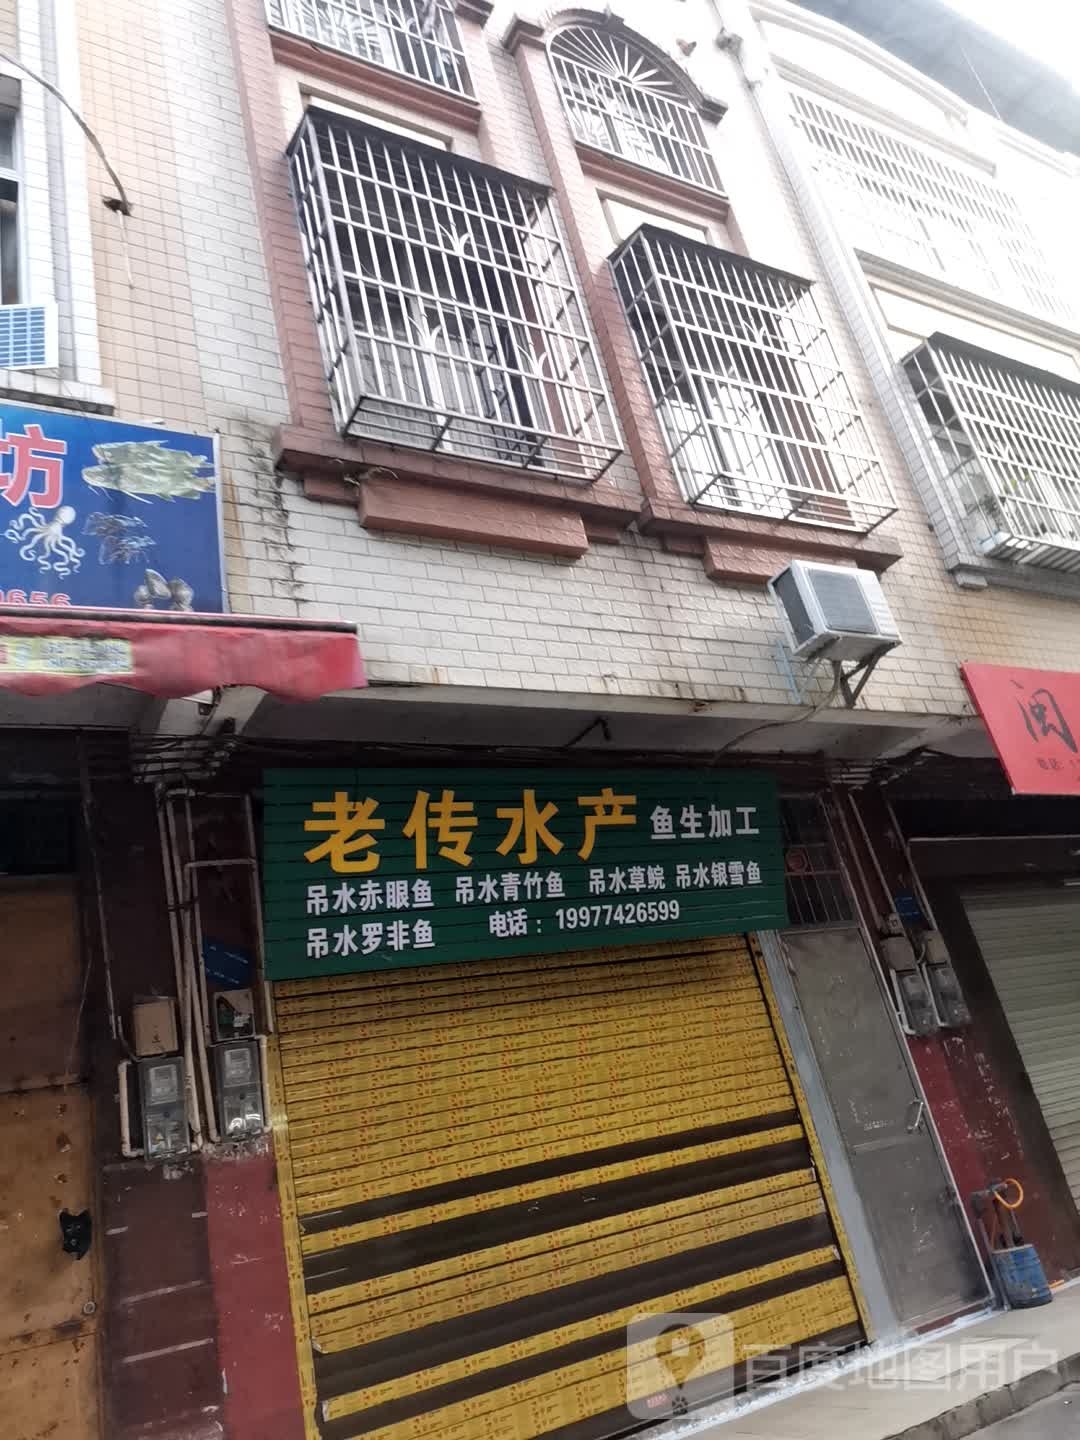 坊
老传水产 鱼生加工
吊水赤眼鱼 吊水青竹鱼 吊水草鲩 吊水银雪鱼
吊水罗非鱼 电话：19977426599
闽
百度地图用户